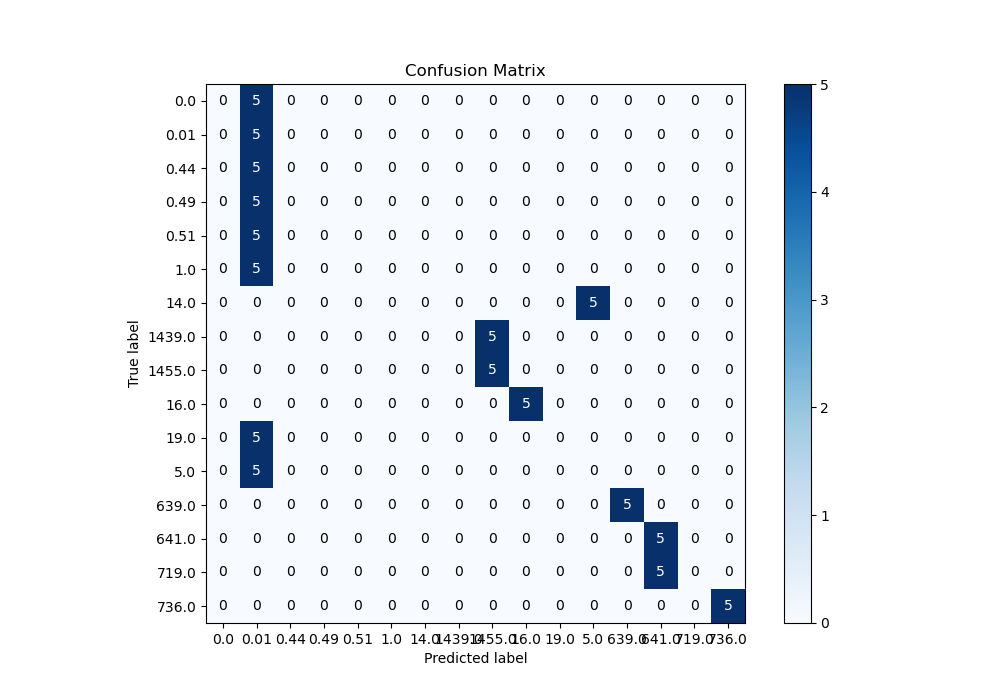 Confusion Matrix
0.0 0 5 0 0 0 0 0 0 0 0 0 0 0 0 0 0 5
0.01 0 5 0 0 0 0 0 0 0 0 0 0 0 0 0 0
0.44 0 5 0 0 0 0 0 0 0 0 0 0 0 0 0 0
0.49 0 5 0 0 0 0 0 0 0 0 0 0 0 0 0 0 4
0.51 0 5 0 0 0 0 0 0 0 0 0 0 0 0 0 0
1.0 0 5 0 0 0 0 0 0 0 0 0 0 0 0 0 0
14.0 0 0 0 0 0 0 0 0 0 0 0 5 0 0 0 0 3
1439.0 0 0 0 0 0 0 0 0 5 0 0 0 0 0 0 0
True label
1455.0 0 0 0 0 0 0 0 0 5 0 0 0 0 0 0 0
16.0 0 0 0 0 0 0 0 0 0 5 0 0 0 0 0 0 2
19.0 0 5 0 0 0 0 0 0 0 0 0 0 0 0 0 0
5.0 0 5 0 0 0 0 0 0 0 0 0 0 0 0 0 0
639.0 0 0 0 0 0 0 0 0 0 0 0 0 5 0 0 0 1
641.0 0 0 0 0 0 0 0 0 0 0 0 0 0 5 0 0
719.0 0 0 0 0 0 0 0 0 0 0 0 0 0 5 0 0
736.0 0 0 0 0 0 0 0 0 0 0 0 0 0 0 0 5 0
0.0 0.01 0.44 0.49 0.51 1.0 14.0 1439.0 1455.0 16.0 19.0 5.0 639.0 641.0 719.0 736.0
Predicted label